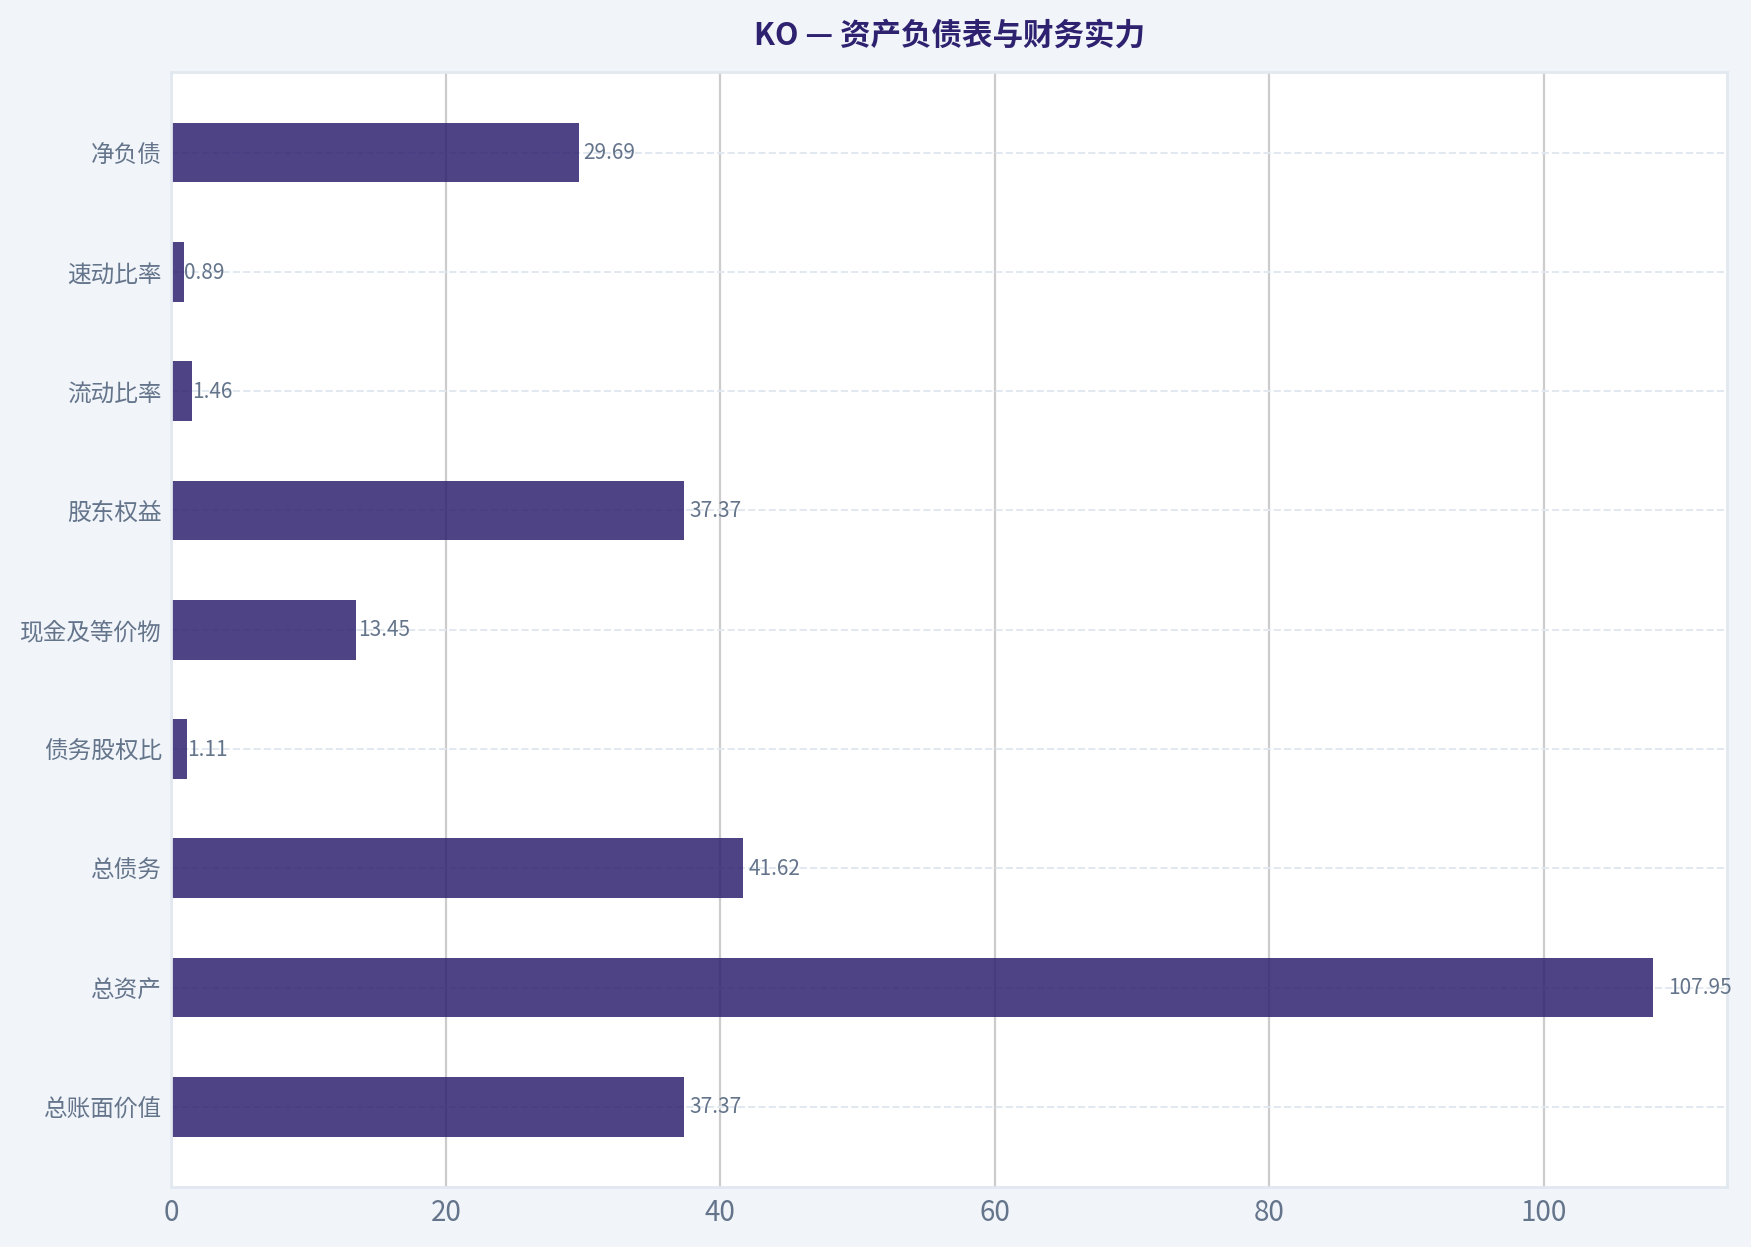 KO — 资产负债表与财务实力
净负债
29.69
速动比率
0.89
流动比率
1.46
股东权益
37.37
现金及等价物
13.45
债务股权比
1.11
总债务
41.62
总资产
107.95
总账面价值
37.37
0 20 40 60 80 100